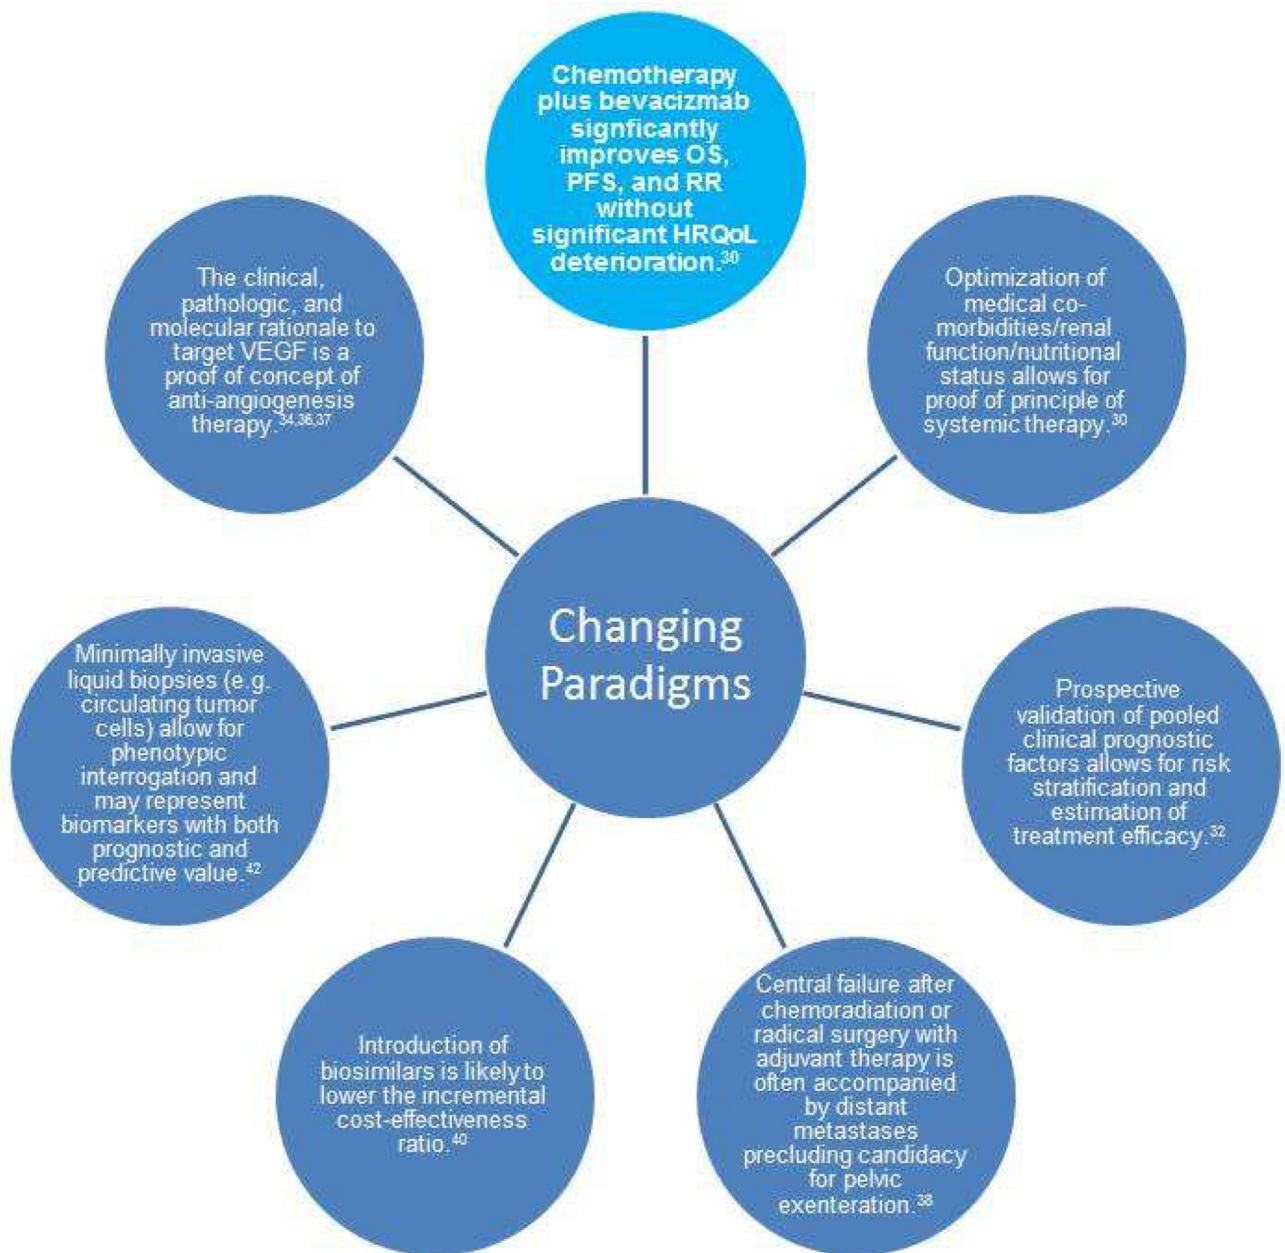 Chemotherapy
plus bevacizmab
signficantly
improves OS,
PFS, and RR
without
significant HRQoL
deterioration.30
The clinical,
pathologic, and
molecular rationale to
target VEGF is a
proof of concept of
anti-angiogenesis
therapy.34,36,37
Optimization of
medical co-
morbidities/renal
function/nutritional
status allows for
proof of principle of
systemic therapy.30
Changing
Paradigms
Minimally invasive
liquid biopsies (e.g.
circulating tumor
cells) allow for
phenotypic
interrogation and
may represent
biomarkers with both
prognostic and
predictive value.42
Prospective
validation of pooled
clinical prognostic
factors allows for risk
stratification and
estimation of
treatment efficacy.32
Introduction of
biosimilars is likely to
lower the incremental
cost-effectiveness
ratio.40
Central failure after
chemoradiation or
radical surgery with
adjuvant therapy is
often accompanied
by distant
metastases
precluding candidacy
for pelvic
exenteration.38